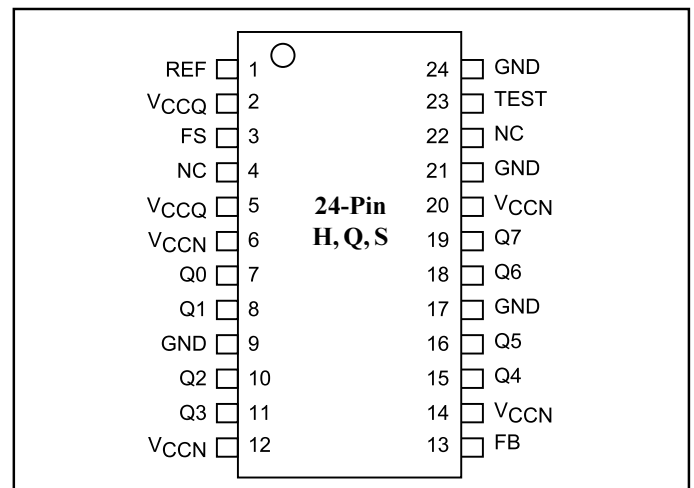 REF 1 24 GND
VCCQ 2 23 TEST
FS 3 22 NC
NC 4 21 GND
VCCQ 5 24-Pin 20 VCCN
VCCN 6 H, Q, S 19 Q7
Q0 7 18 Q6
Q1 8 17 GND
GND 9 16 Q5
Q2 10 15 Q4
Q3 11 14 VCCN
VCCN 12 13 FB